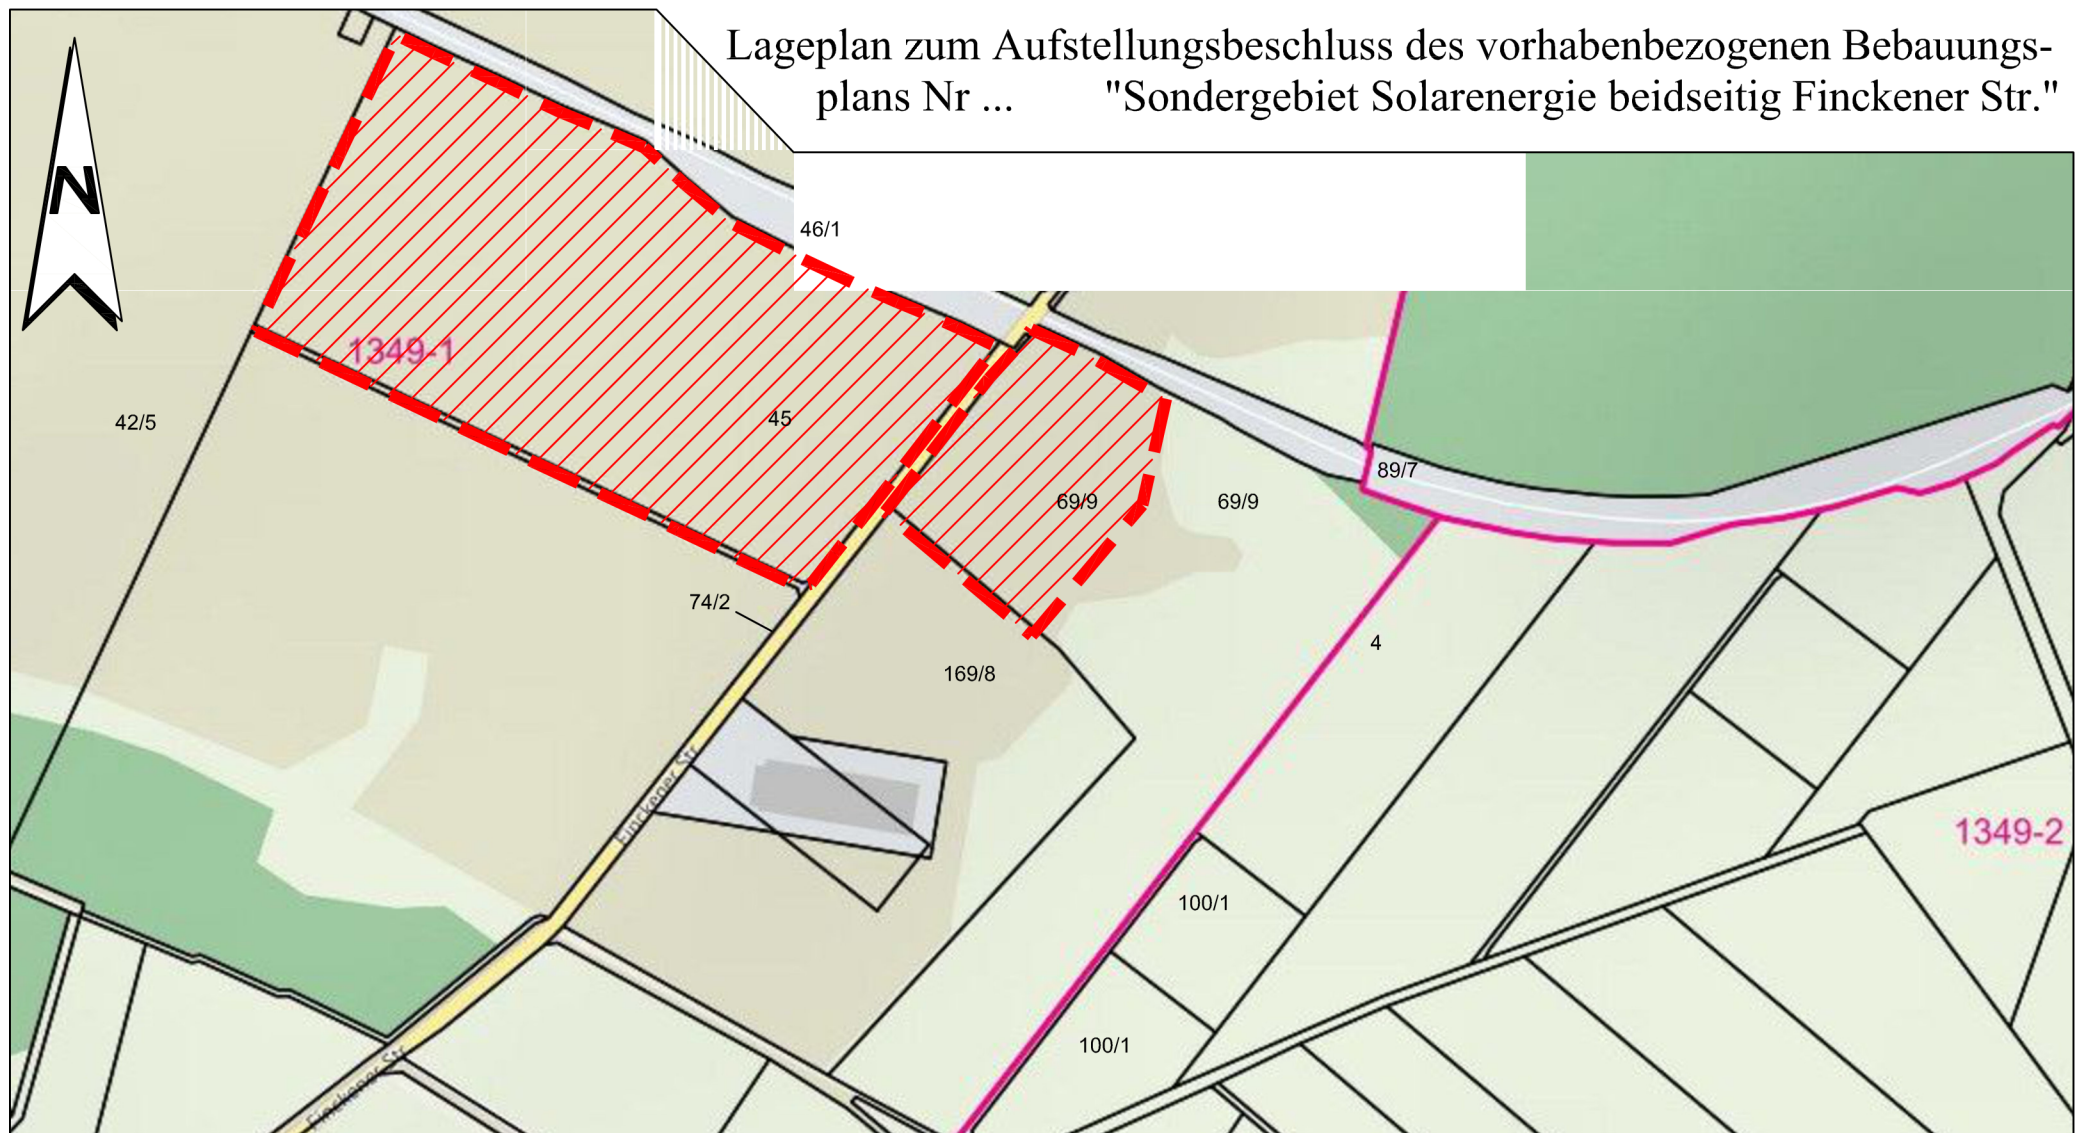 Lageplan zum Aufstellungsbeschluss des vorhabenbezogenen Bebauungs-
plans Nr ... "Sondergebiet Solarenergie beidseitig Finckener Str."
N
46/1
1349-1
42/5
45
89/7
69/9
69/9
74/2
4
169/8
Finckener Str
1349-2
100/1
100/1
Finckener Str